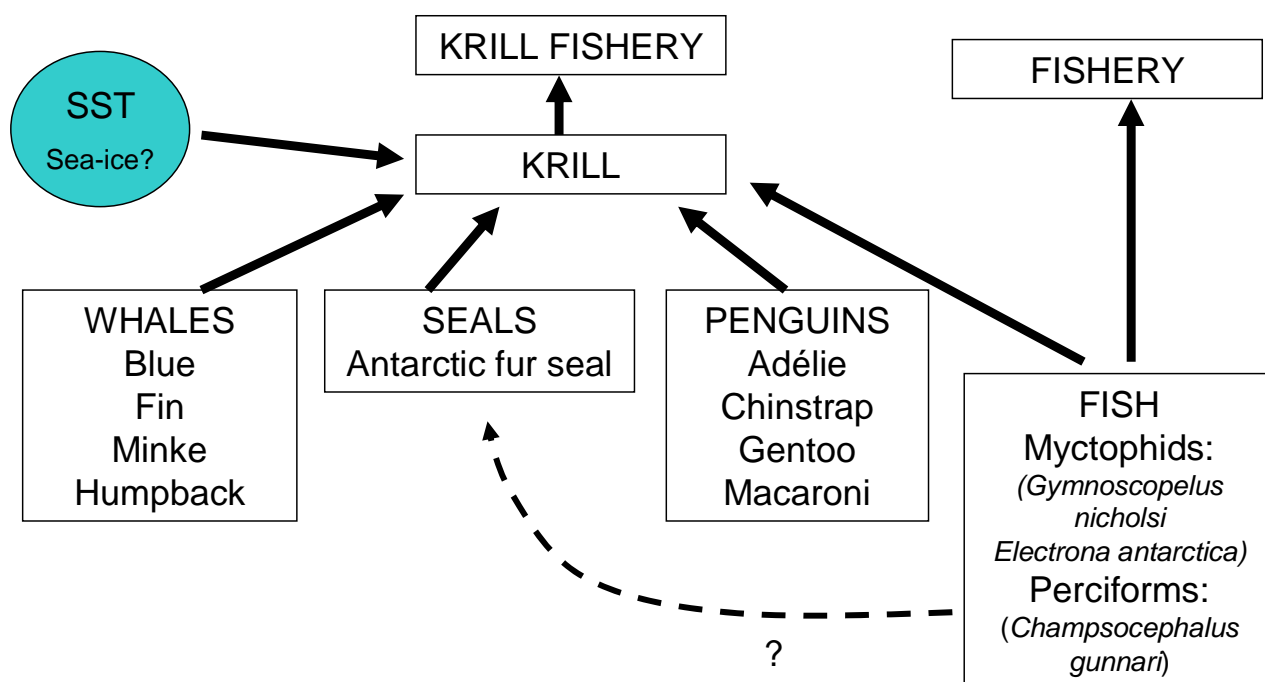 KRILL FISHERY
FISHERY
SST
Sea-ice?
KRILL
WHALES
Blue
Fin
Minke
Humpback
SEALS
Antarctic fur seal
PENGUINS
Adélie
Chinstrap
Gentoo
Macaroni
FISH
Myctophids:
(Gymnoscopelus
nicholsi
Electrona antarctica)
Perciforms:
(Champsocephalus
gunnari)
?